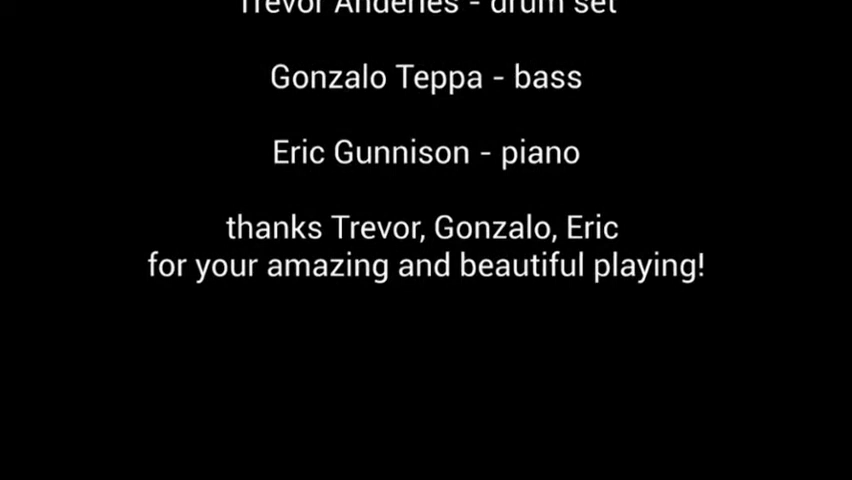 Trevor Anderies - drum set
Gonzalo Teppa - bass
Eric Gunnison - piano
thanks Trevor, Gonzalo, Eric
for your amazing and beautiful playing!